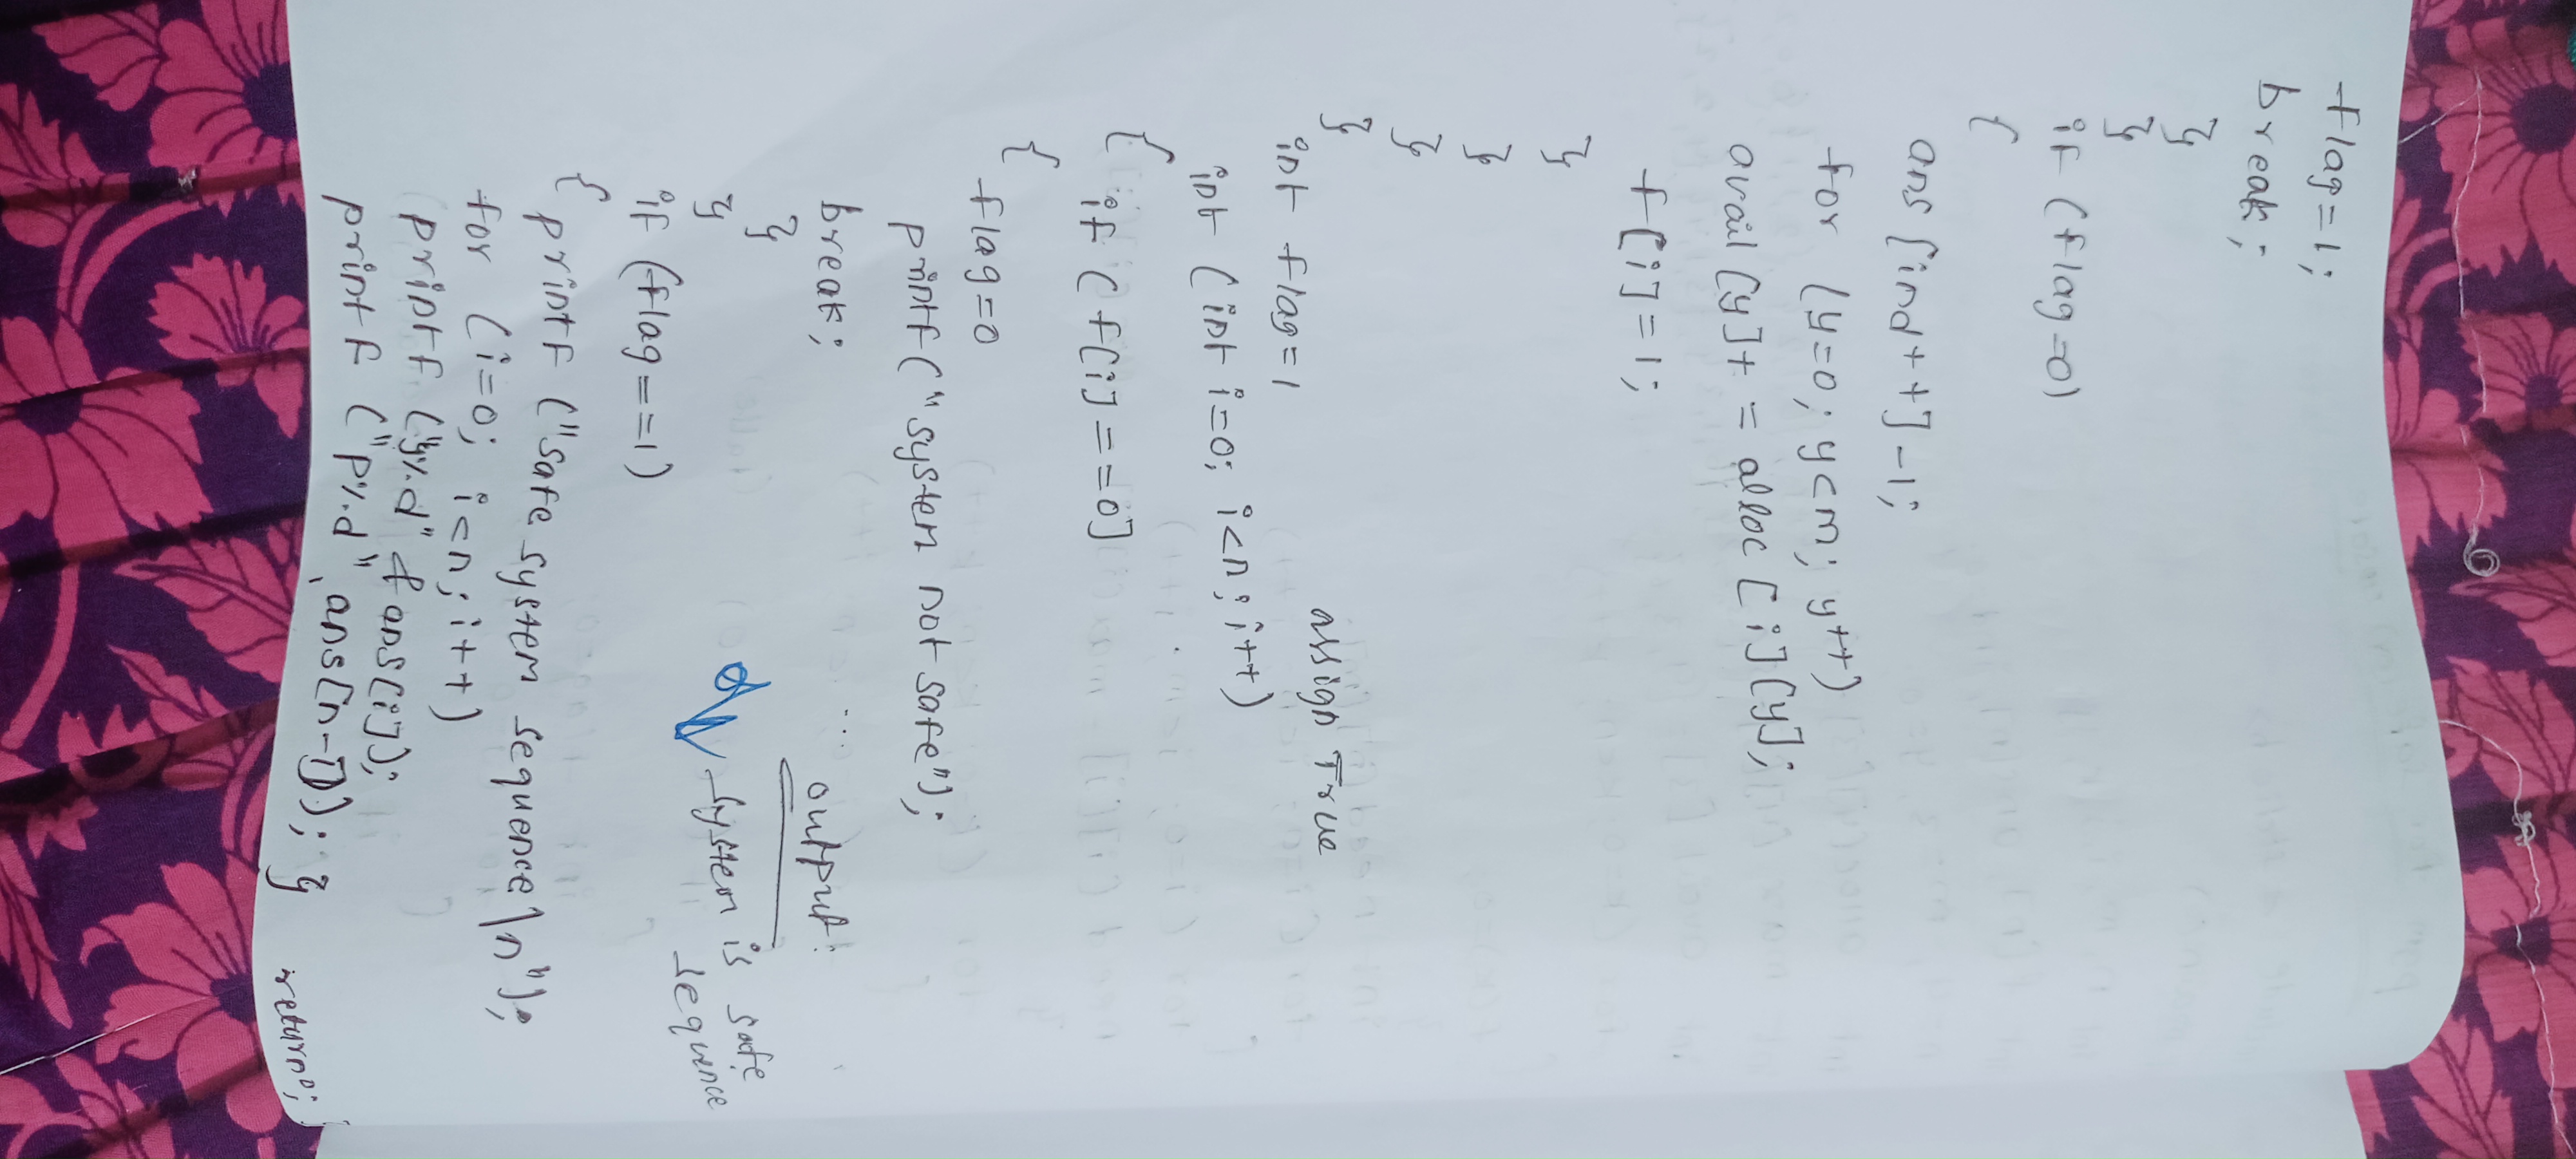 flag=1;
break;
}
}
if (flag=0)
{
ans[ind++]-1;
for (y=0; y<m; y++)
avail[y]+ = alloc[i][y];
f[i]=1;
}
}
}
}
assign True
int flag=1
int (int i=0; i<n; i++)
{ if (f[i]==0]
{ flag=0
printf("system not safe");
break;
}
}
output:
if (flag==1)
system is safe sequence
{ printf ("safe system sequence\n");
for (i=0; i<n; i++)
printf ("%d" ans[i]);
printf ("p%d", ans[n-1]); }
return;
}